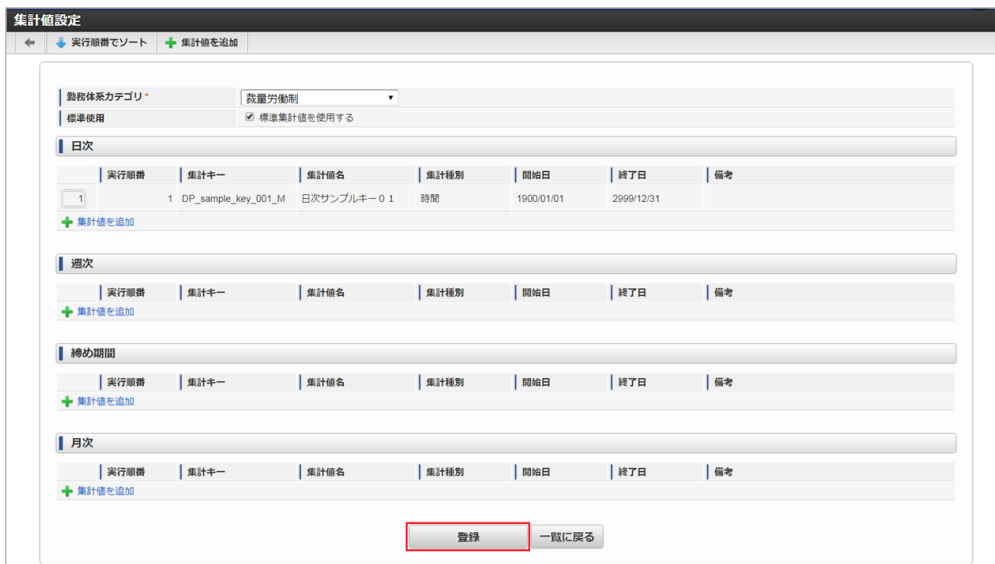 集計値設定
実行順番でソート 集計値を追加
勤務体系カテゴリ* 裁量労働制
標準使用 標準集計値を使用する
日次
実行順番 集計キー 集計値名 集計種別 開始日 終了日 備考
1 1 DP_sample_key_001_M 日次サンプルキー０１ 時間 1900/01/01 2999/12/31
集計値を追加
週次
実行順番 集計キー 集計値名 集計種別 開始日 終了日 備考
集計値を追加
締め期間
実行順番 集計キー 集計値名 集計種別 開始日 終了日 備考
集計値を追加
月次
実行順番 集計キー 集計値名 集計種別 開始日 終了日 備考
集計値を追加
登録 一覧に戻る